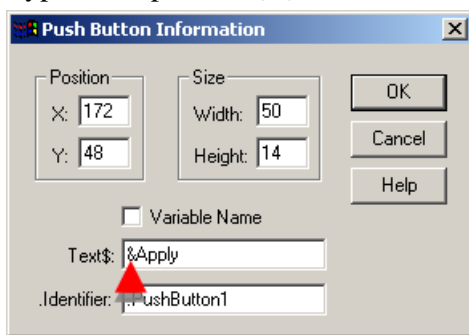 Push Button Information
Position
X: 172
Y: 48
Size
Width: 50
Height: 14
OK
Cancel
Help
Variable Name
Text$: &Apply
.Identifier: .PushButton1